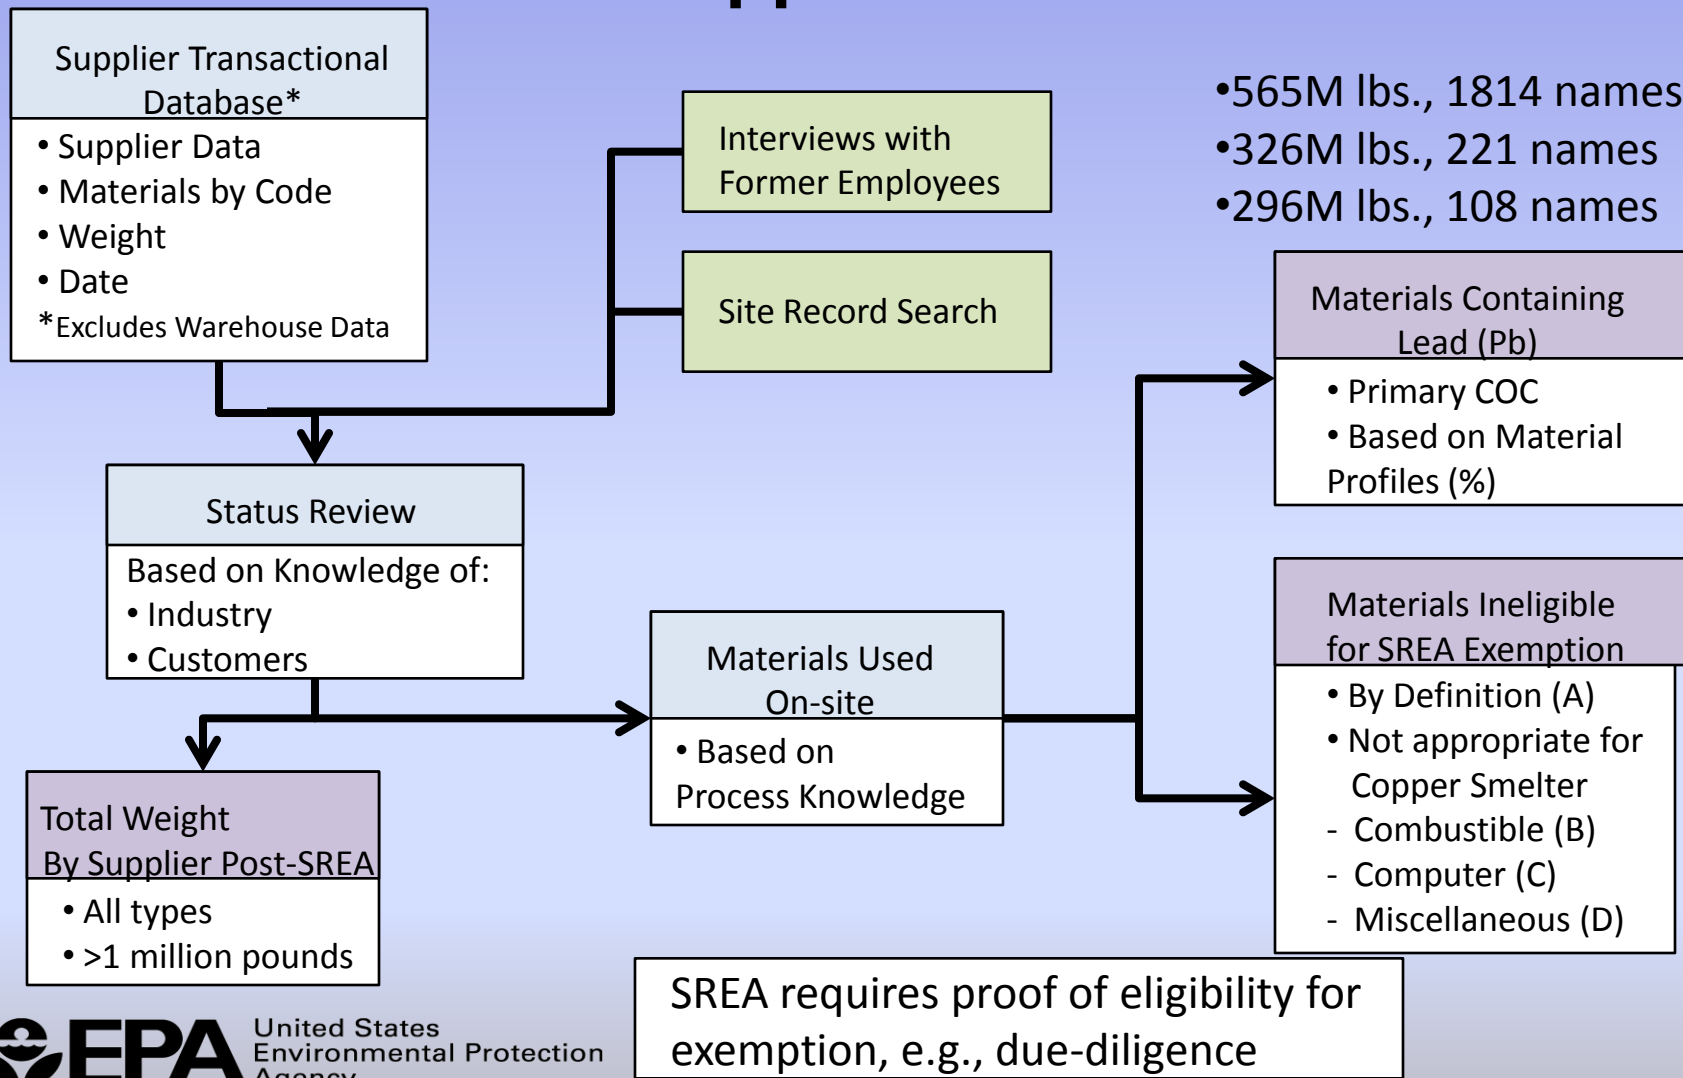 Supplier Transactional
Database*
• Supplier Data
• Materials by Code
• Weight
• Date
*Excludes Warehouse Data
Interviews with
Former Employees
Site Record Search
•565M lbs., 1814 names
•326M lbs., 221 names
•296M lbs., 108 names
Materials Containing
Lead (Pb)
• Primary COC
• Based on Material
Profiles (%)
Status Review
Based on Knowledge of:
• Industry
• Customers
Materials Used
On-site
• Based on
Process Knowledge
Materials Ineligible
for SREA Exemption
• By Definition (A)
• Not appropriate for
Copper Smelter
- Combustible (B)
- Computer (C)
- Miscellaneous (D)
Total Weight
By Supplier Post-SREA
• All types
• >1 million pounds
SREA requires proof of eligibility for
exemption, e.g., due-diligence
EPA
United States
Environmental Protection
Agency